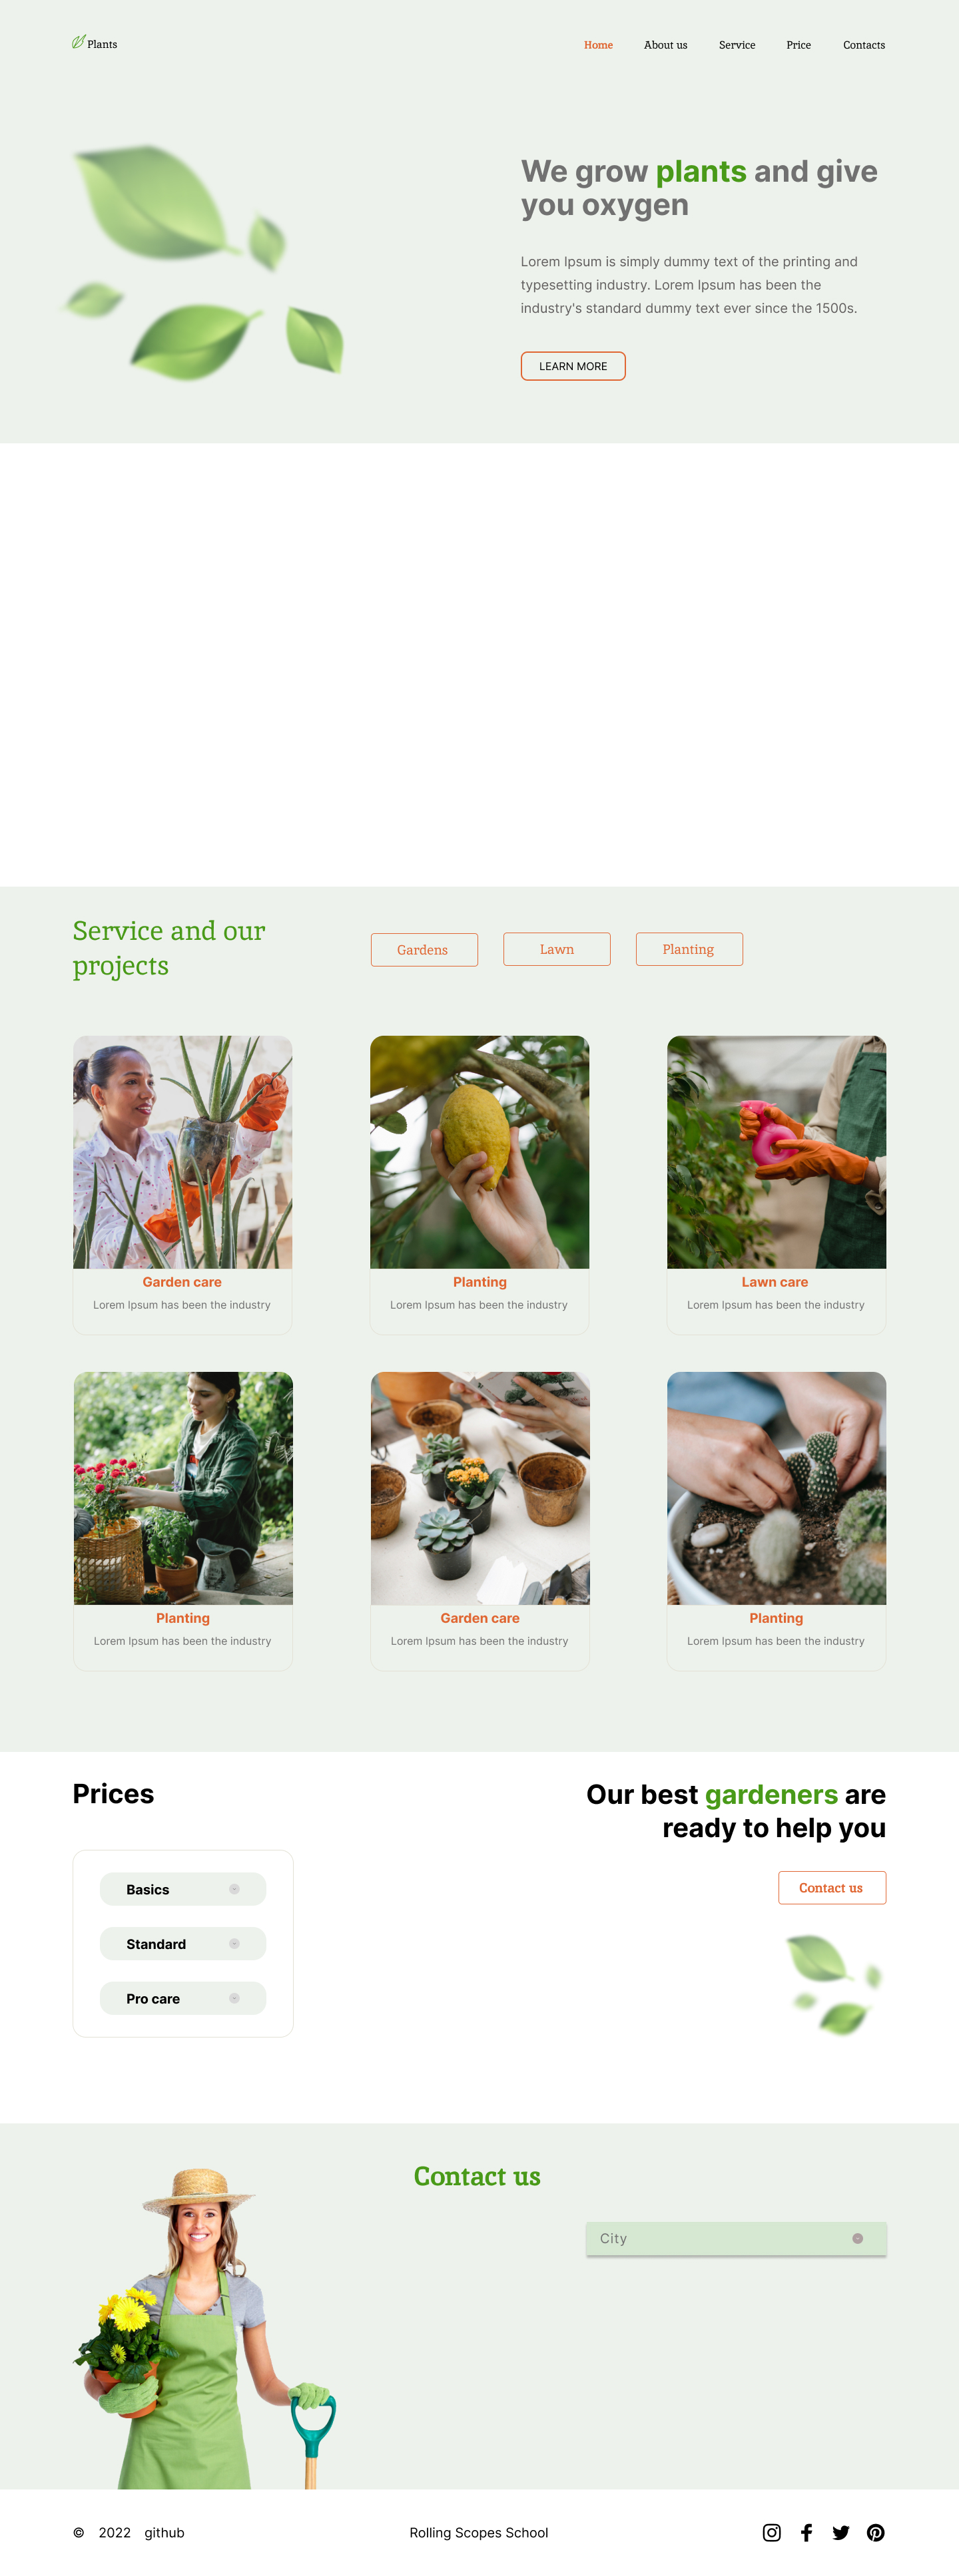 Plants
Home About us Service Price Contacts
We grow plants and give
you oxygen
Lorem Ipsum is simply dummy text of the printing and
typesetting industry. Lorem Ipsum has been the
industry's standard dummy text ever since the 1500s.
LEARN MORE
Service and our
projects
Gardens Lawn Planting
Garden care
Lorem Ipsum has been the industry
Planting
Lorem Ipsum has been the industry
Lawn care
Lorem Ipsum has been the industry
Planting
Lorem Ipsum has been the industry
Garden care
Lorem Ipsum has been the industry
Planting
Lorem Ipsum has been the industry
Prices
Basics
Standard
Pro care
Our best gardeners are
ready to help you
Contact us
Contact us
City
© 2022 github
Rolling Scopes School